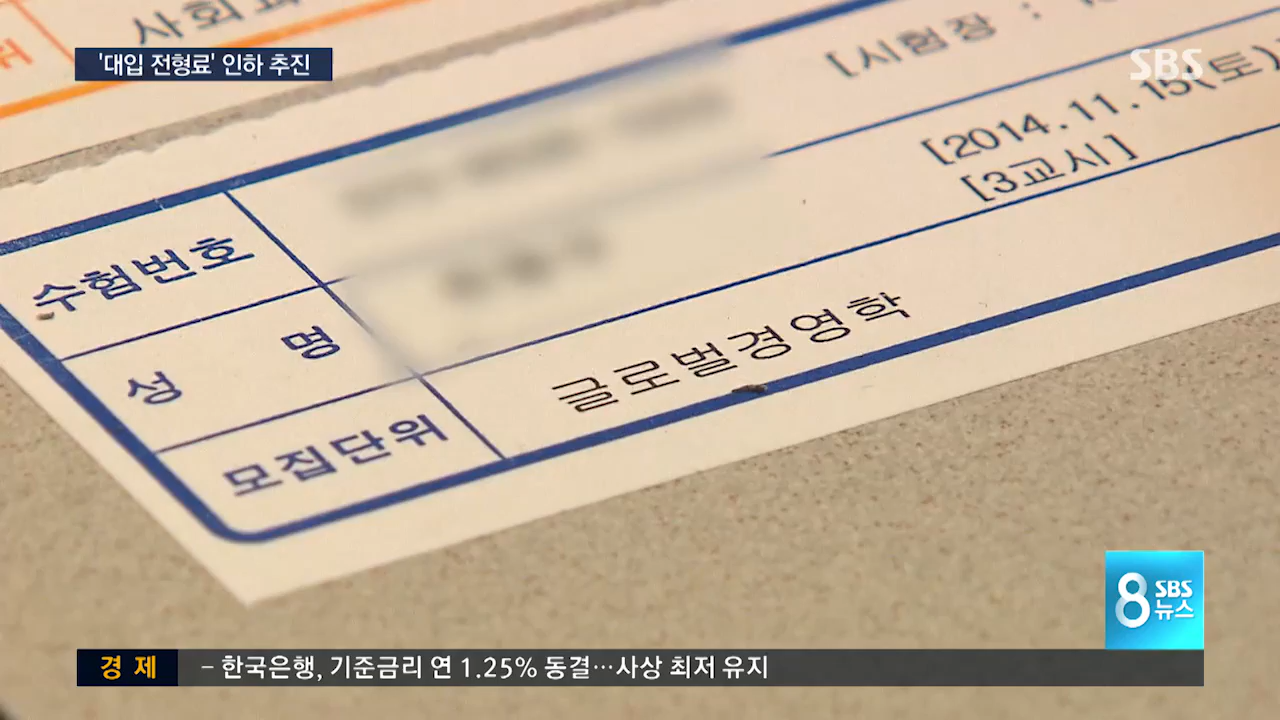 사회과
위
'대입 전형료' 인하 추진
SBS
[시험장 :
[2014.11.15(토)
[3교시]
수험번호
성 명
모집단위
글로벌경영학
8 SBS 뉴스
경제
- 한국은행, 기준금리 연 1.25% 동결…사상 최저 유지